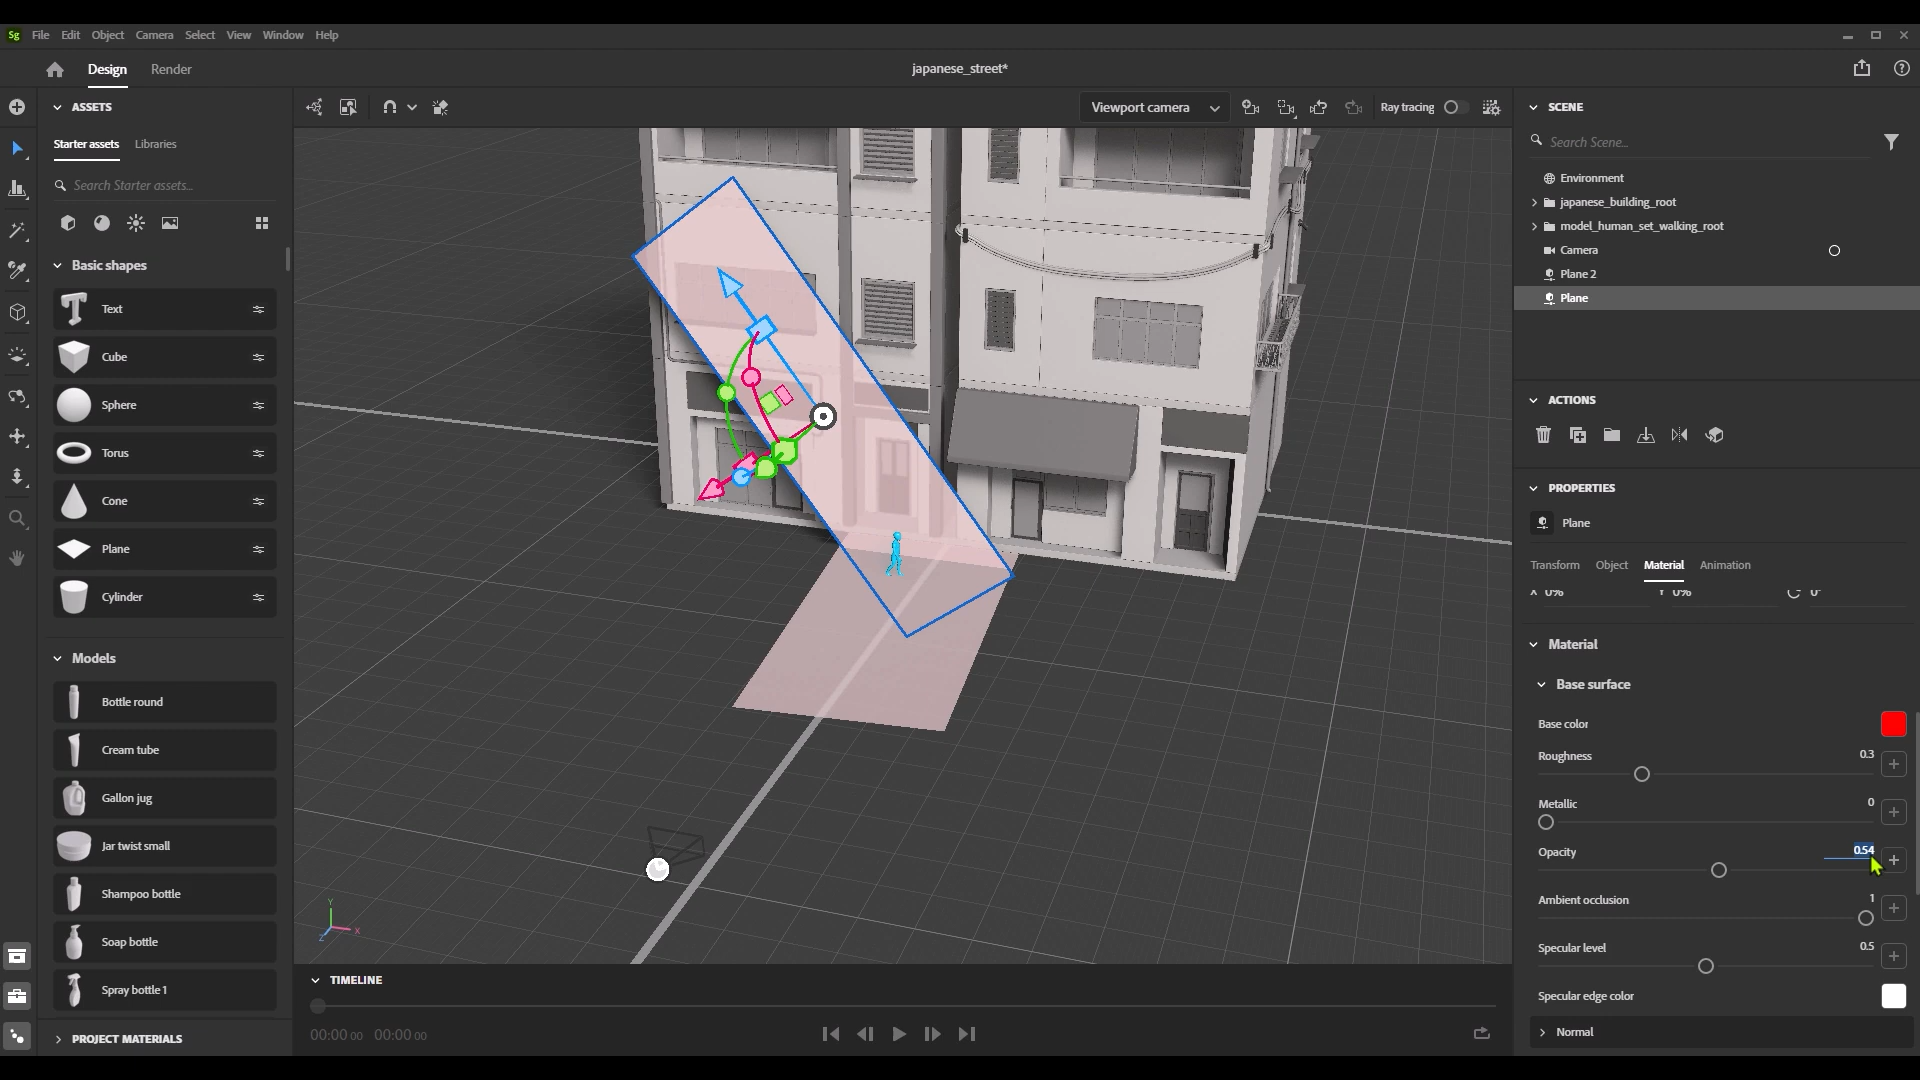 Sg File Edit Object Camera Select View Window Help
Design Render japanese_street*
ASSETS
Starter assets Libraries
Search Starter assets...
Basic shapes
Text
Cube
Sphere
Torus
Cone
Plane
Cylinder
Models
Bottle round
Cream tube
Gallon jug
Jar twist small
Shampoo bottle
Soap bottle
Spray bottle 1
PROJECT MATERIALS
Viewport camera Ray tracing
Y
X
Z
TIMELINE
00:00 00 00:00 00
SCENE
Search Scene...
Environment
japanese_building_root
model_human_set_walking_root
Camera
Plane 2
Plane
ACTIONS
PROPERTIES
Plane
Transform Object Material Animation
X 0% Y 0% 0°
Material
Base surface
Base color
Roughness 0.3
Metallic 0
Opacity 0.54
Ambient occlusion 1
Specular level 0.5
Specular edge color
Normal